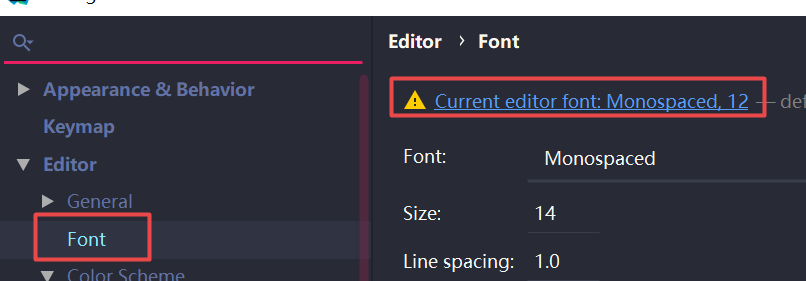 Editor › Font
Appearance & Behavior
Current editor font: Monospaced, 12 — def
Keymap
Editor
Font: Monospaced
General
Size: 14
Font
Line spacing: 1.0
Color Scheme